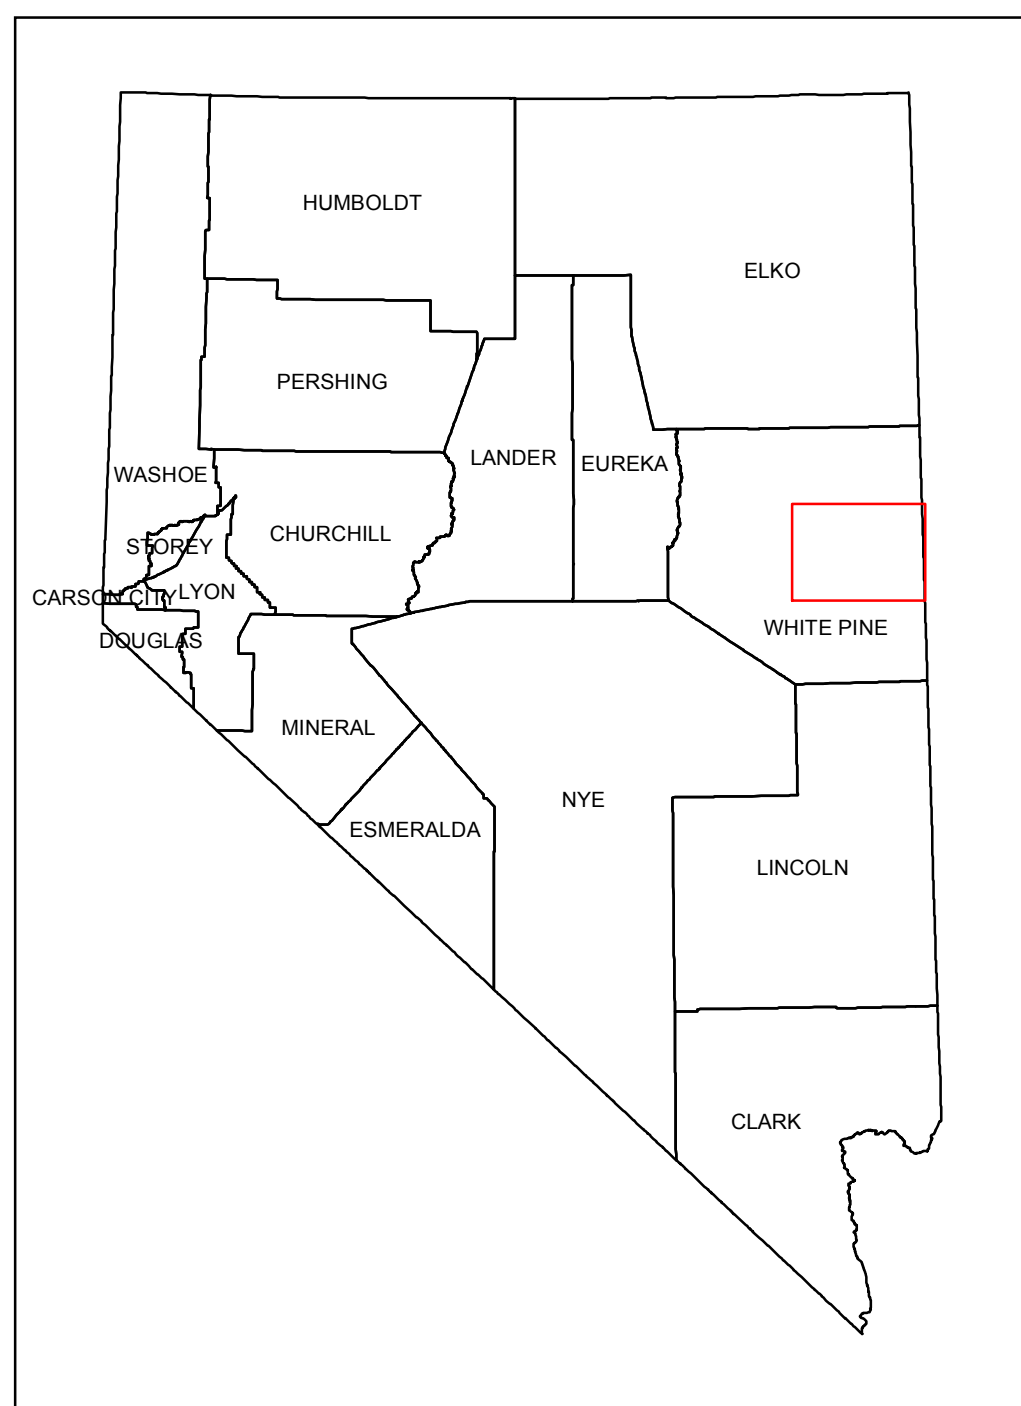 HUMBOLDT
ELKO
PERSHING
LANDER
EUREKA
WASHOE
CHURCHILL
STOREY
LYON
CARSON CITY
WHITE PINE
DOUGLAS
MINERAL
NYE
ESMERALDA
LINCOLN
CLARK